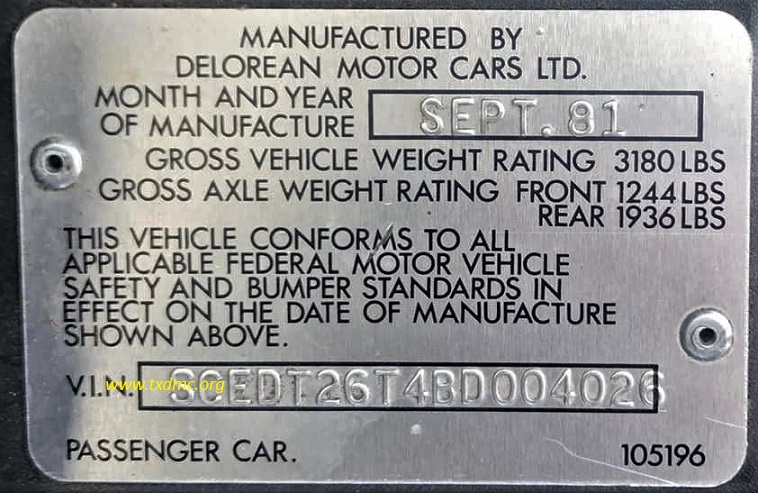 MANUFACTURED BY
DELOREAN MOTOR CARS LTD.
MONTH AND YEAR
OF MANUFACTURE SEPT.81
GROSS VEHICLE WEIGHT RATING 3180 LBS
GROSS AXLE WEIGHT RATING FRONT 1244 LBS
REAR 1936 LBS
THIS VEHICLE CONFORMS TO ALL
APPLICABLE FEDERAL MOTOR VEHICLE
SAFETY AND BUMPER STANDARDS IN
EFFECT ON THE DATE OF MANUFACTURE
SHOWN ABOVE.
V.I.N. SCEDT26T4BD004026
www.txdmc.org
PASSENGER CAR. 105196